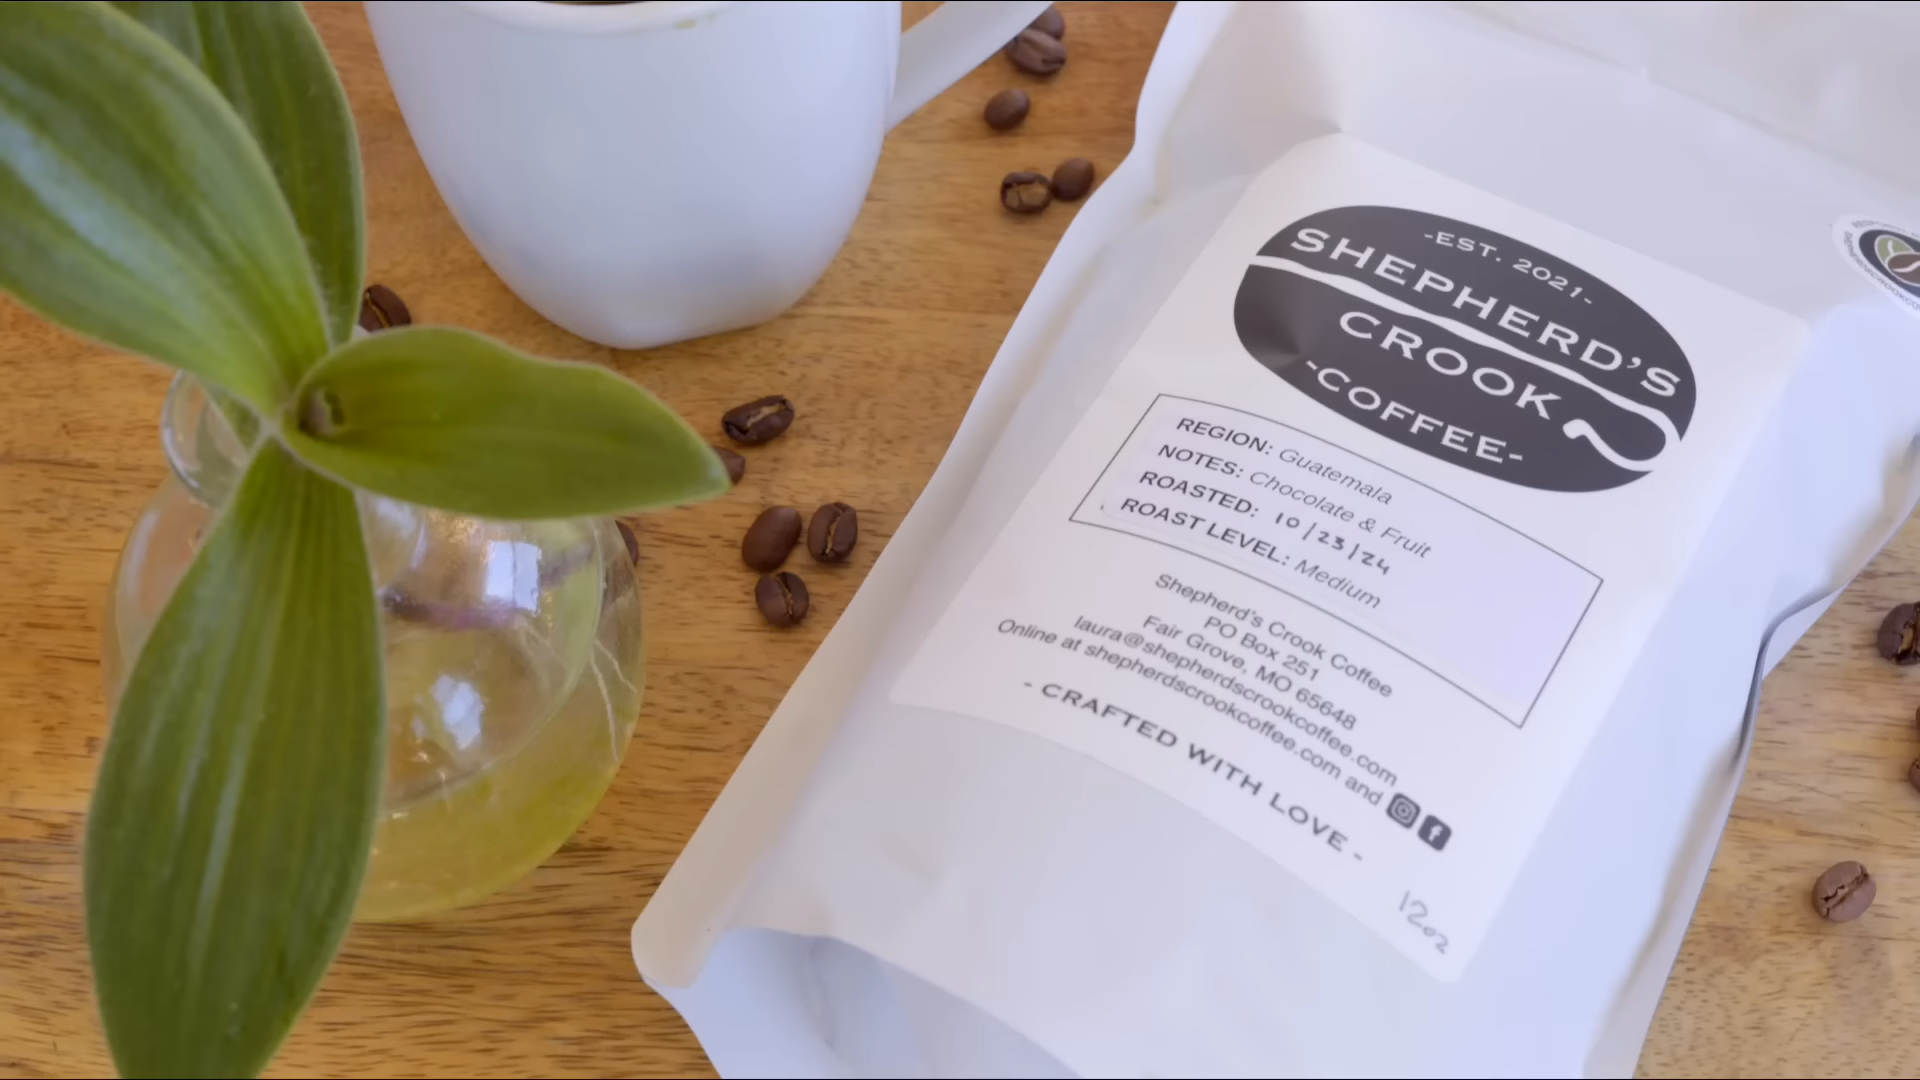 -EST. 2021-
SHEPHERD'S
CROOK
-COFFEE-
REGION: Guatemala
NOTES: Chocolate & Fruit
ROASTED: 10/23/24
ROAST LEVEL: Medium
Shepherd's Crook Coffee
PO Box 251
Fair Grove, MO 65648
laura@shepherdscrookcoffee.com
Online at shepherdscrookcoffee.com and
- CRAFTED WITH LOVE -
12oz